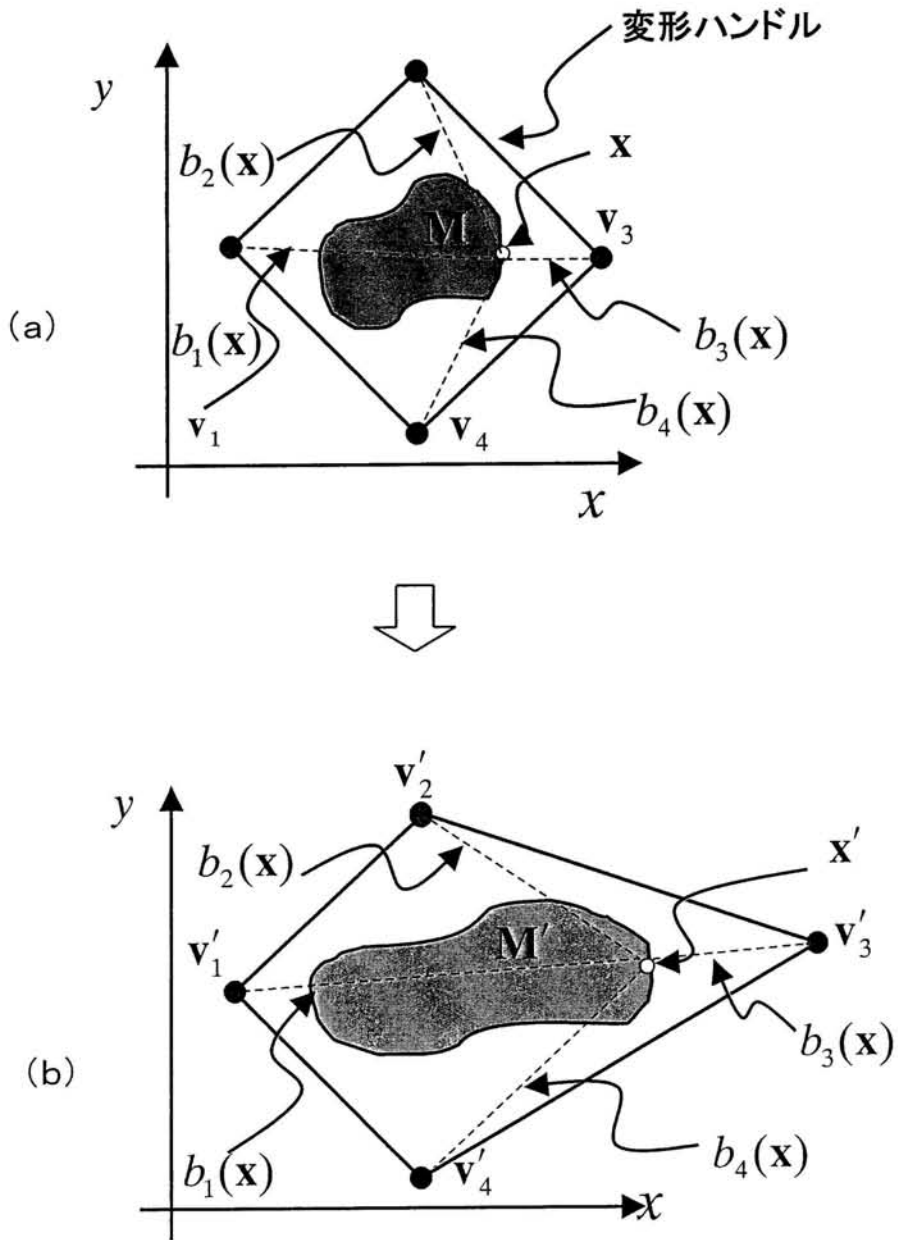 変形ハンドル
y
b₂(x)
x
M
v₃
(a)
b₁(x)
b₃(x)
v₁
v₄
b₄(x)
x
y
v′₂
b₂(x)
x′
M′
v′₁
v′₃
b₃(x)
(b)
b₁(x)
v′₄
b₄(x)
x